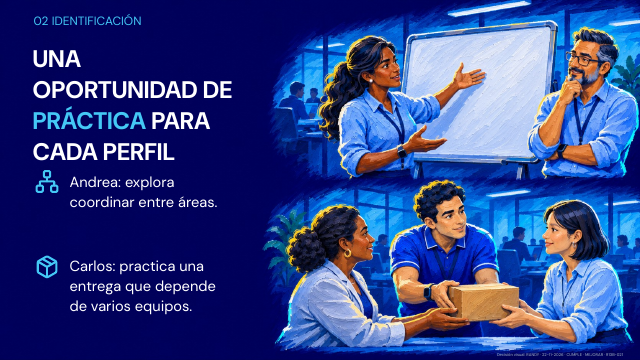 02 IDENTIFICACIÓN
UNA
OPORTUNIDAD DE
PRÁCTICA PARA
CADA PERFIL
Andrea: explora
coordinar entre áreas.
Carlos: practica una
entrega que depende
de varios equipos.